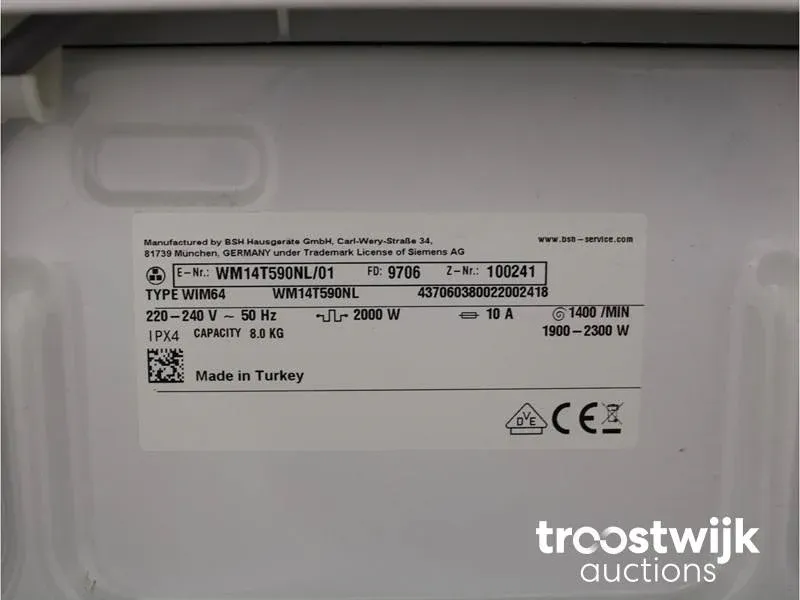 Manufactured by BSH Hausgeräte GmbH, Carl-Wery-Straße 34,
81739 München, GERMANY under Trademark License of Siemens AG
www.bsh-service.com
E-Nr.: WM14T590NL/01 FD: 9706 Z-Nr.: 100241
TYPE WIM64 WM14T590NL 437060380022002418
220-240 V ~ 50 Hz 2000 W 10 A 1400 /MIN
IPX4 CAPACITY 8.0 KG 1900-2300 W
Made in Turkey
DVE CE
troostwijk
auctions